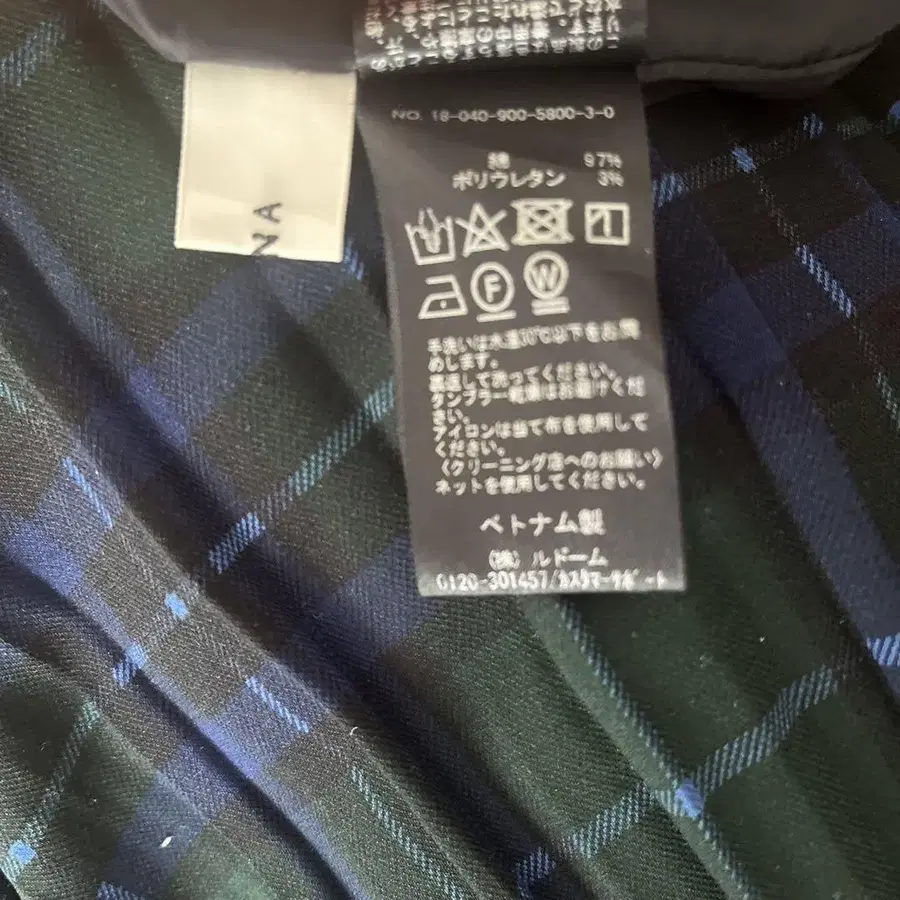 NO. 18-040-900-5800-3-0
綿 97%
ポリウレタン 3%
F W
手洗いは水温30℃以下をお問
めします。
裏返して洗ってください。
タンブラー乾燥はお避けくだ
さい。
アイロンは当て布を使用して
ください。
〈クリーニング店へのお願い〉
ネットを使用してください。
ベトナム製
(株) ルドーム
0120-301457/カスタマーサポート
NA